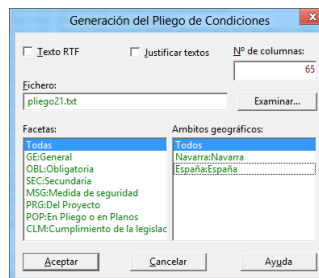 Generación del Pliego de Condiciones
x
Texto RTF
Justificar textos
Nº de columnas:
65
Fichero:
pliego21.txt
Examinar...
Facetas:
Todas
GE:General
OBL:Obligatoria
SEC:Secundaria
MSG:Medida de seguridad
PRG:Del Proyecto
POP:En Pliego o en Planos
CLM:Cumplimiento de la legislac
Ambitos geográficos:
Todos
Navarra:Navarra
España:España
Aceptar
Cancelar
Ayuda